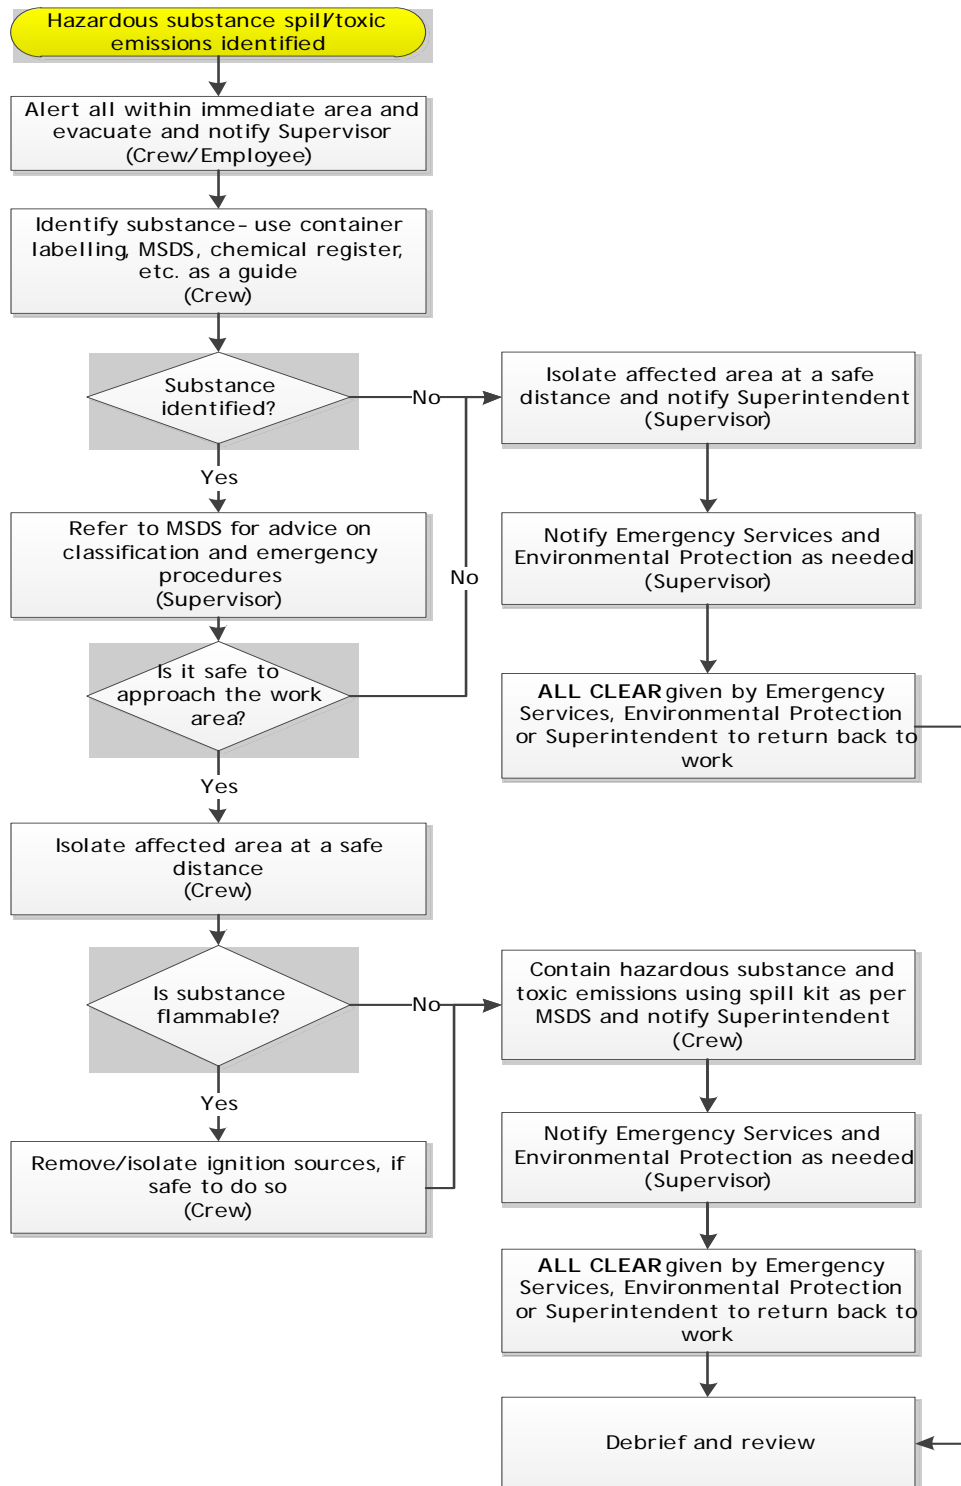 Hazardous substance spill/toxic
emissions identified
Alert all within immediate area and
evacuate and notify Supervisor
(Crew/Employee)
Identify substance – use container
labelling, MSDS, chemical register,
etc. as a guide
(Crew)
Substance
identified?
No
Isolate affected area at a safe
distance and notify Superintendent
(Supervisor)
Yes
Refer to MSDS for advice on
classification and emergency
procedures
(Supervisor)
No
Notify Emergency Services and
Environmental Protection as needed
(Supervisor)
Is it safe to
approach the work
area?
ALL CLEAR given by Emergency
Services, Environmental Protection
or Superintendent to return back to
work
Yes
Isolate affected area at a safe
distance
(Crew)
Is substance
flammable?
No
Contain hazardous substance and
toxic emissions using spill kit as per
MSDS and notify Superintendent
(Crew)
Yes
Remove/isolate ignition sources, if
safe to do so
(Crew)
Notify Emergency Services and
Environmental Protection as needed
(Supervisor)
ALL CLEAR given by Emergency
Services, Environmental Protection
or Superintendent to return back to
work
Debrief and review